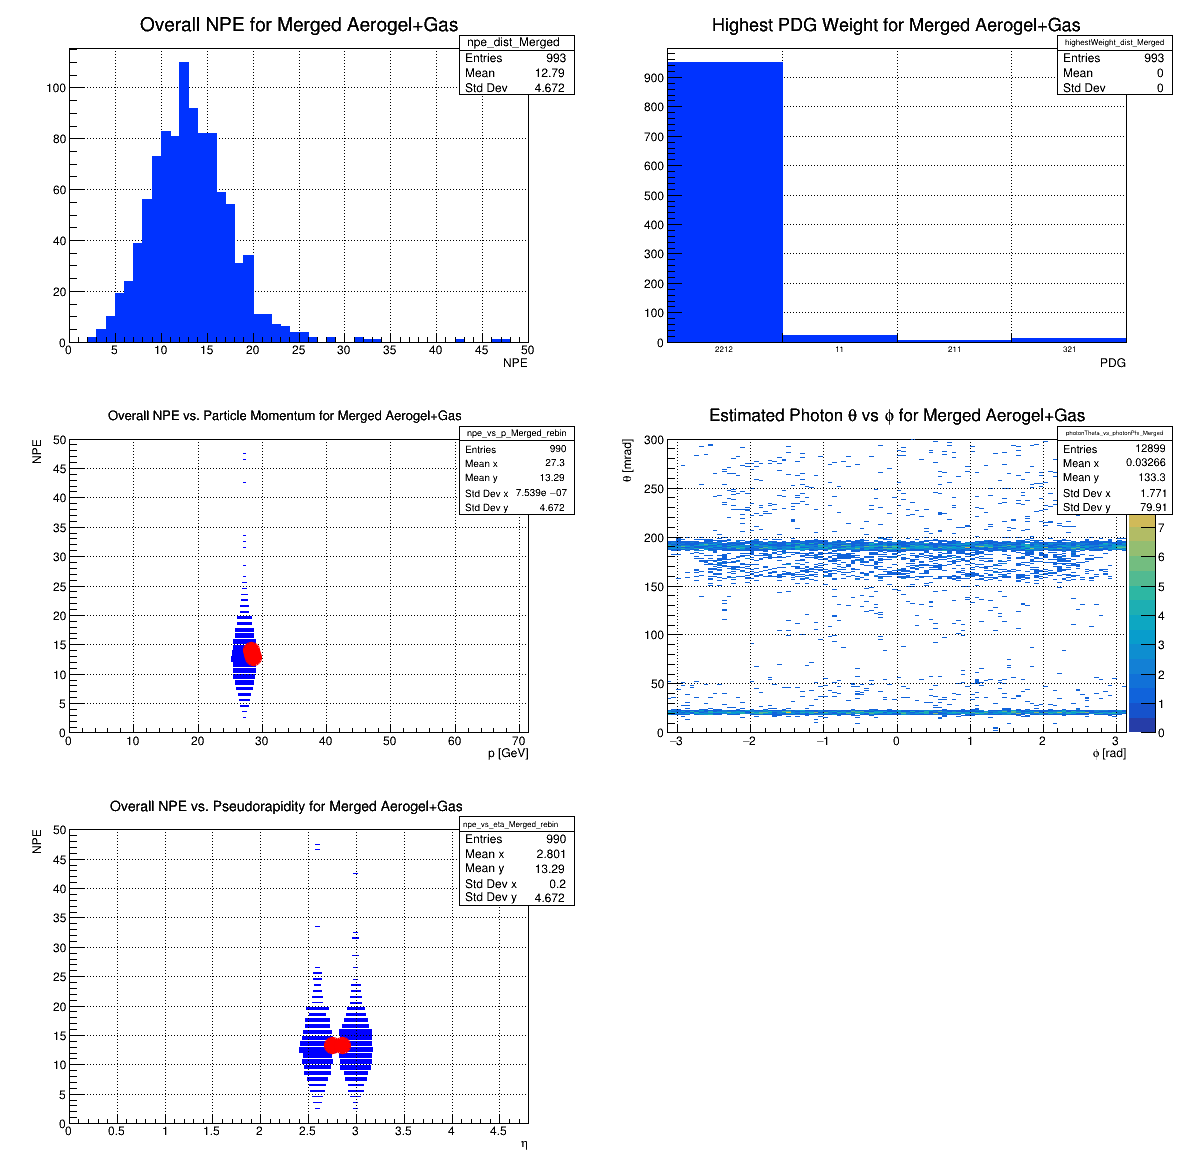 Overall NPE for Merged Aerogel+Gas
npe_dist_Merged
Entries 993
Mean 12.79
Std Dev 4.672
100
80
60
40
20
0
0 5 10 15 20 25 30 35 40 45 50
NPE
Highest PDG Weight for Merged Aerogel+Gas
highestWeight_dist_Merged
Entries 993
Mean 0
Std Dev 0
900
800
700
600
500
400
300
200
100
0
2212 11 211 321
PDG
Overall NPE vs. Particle Momentum for Merged Aerogel+Gas
npe_vs_p_Merged_rebin
Entries 990
Mean x 27.3
Mean y 13.29
Std Dev x 7.539e −07
Std Dev y 4.672
NPE
50
45
40
35
30
25
20
15
10
5
0
0 10 20 30 40 50 60 70
p [GeV]
Estimated Photon θ vs ϕ for Merged Aerogel+Gas
photonTheta_vs_photonPhi_Merged
Entries 12899
Mean x 0.03266
Mean y 133.3
Std Dev x 1.771
Std Dev y 79.91
θ [mrad]
300
250
200
150
100
50
0
−3 −2 −1 0 1 2 3
ϕ [rad]
7
6
5
4
3
2
1
0
Overall NPE vs. Pseudorapidity for Merged Aerogel+Gas
npe_vs_eta_Merged_rebin
Entries 990
Mean x 2.801
Mean y 13.29
Std Dev x 0.2
Std Dev y 4.672
NPE
50
45
40
35
30
25
20
15
10
5
0
0 0.5 1 1.5 2 2.5 3 3.5 4 4.5
η